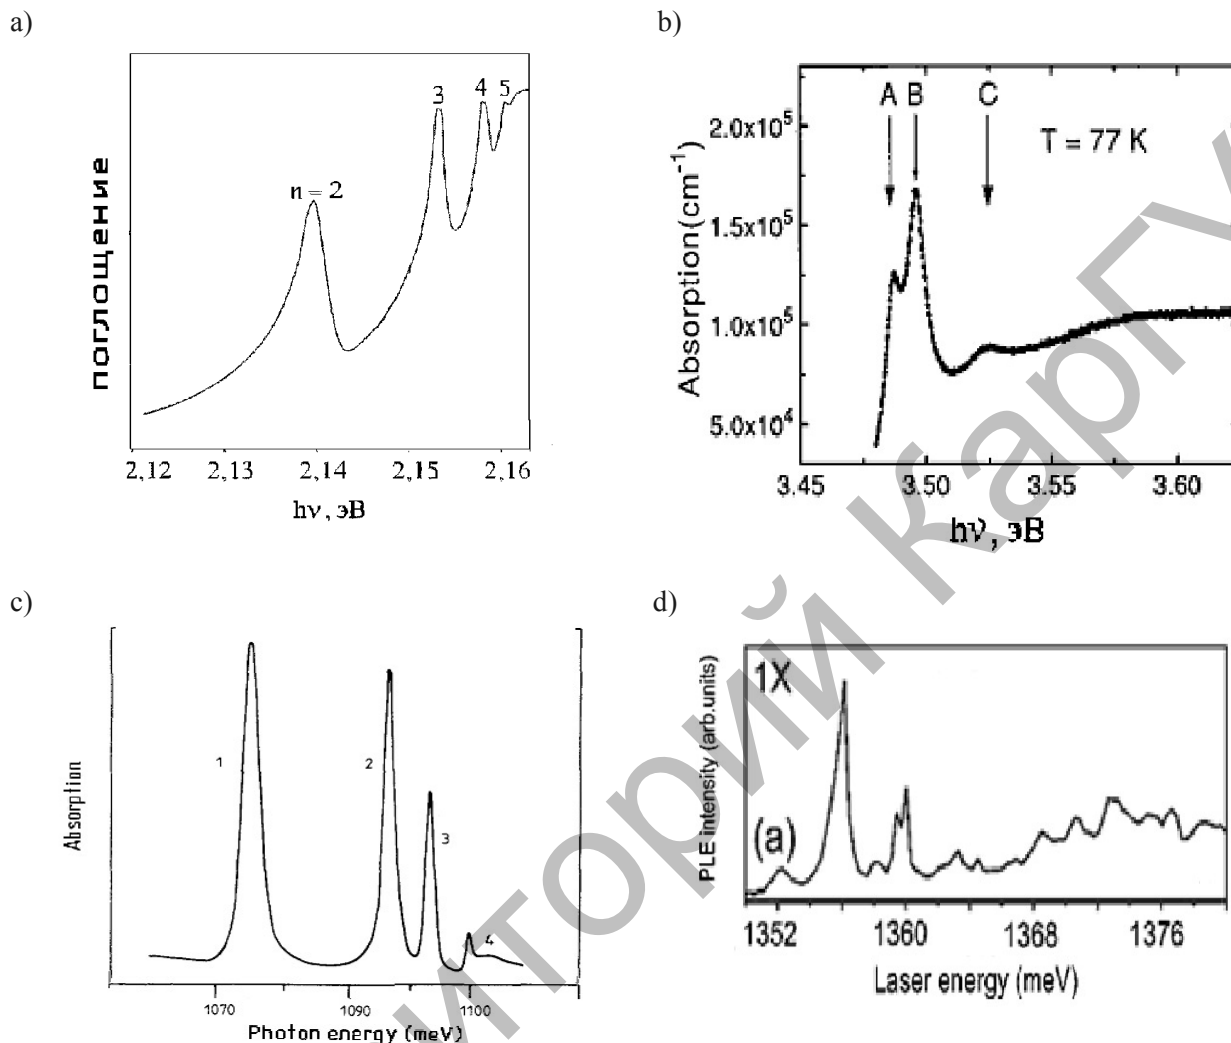 a)
n = 2
3
4
5
поглощение
2,12 2,13 2,14 2,15 2,16
hν, эВ
b)
A B C
T = 77 K
2.0x10⁵
1.5x10⁵
1.0x10⁵
5.0x10⁴
Absorption(cm⁻¹)
3.45 3.50 3.55 3.60
hν, эВ
c)
1
2
3
4
Absorption
1070 1090 1100
Photon energy (meV)
d)
1X
(a)
PLE intensity (arb.units)
1352 1360 1368 1376
Laser energy (meV)
иторий КарГУ